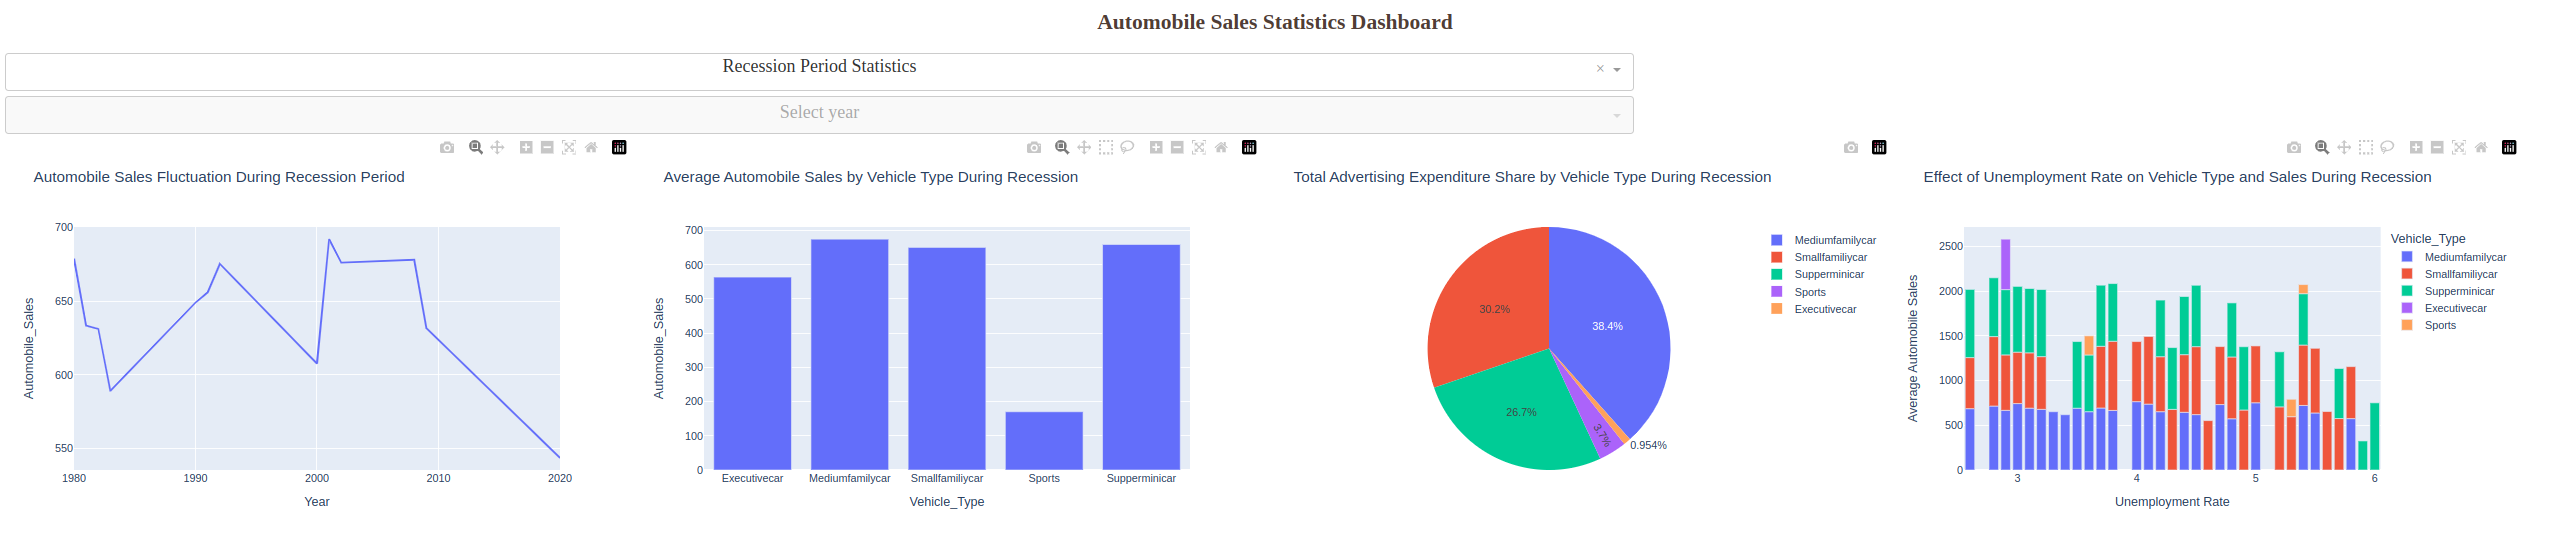 Automobile Sales Statistics Dashboard
Recession Period Statistics
×
Select year
Automobile Sales Fluctuation During Recession Period
700
650
600
550
Automobile_Sales
1980 1990 2000 2010 2020
Year
Average Automobile Sales by Vehicle Type During Recession
700
600
500
400
300
200
100
0
Automobile_Sales
Executivecar Mediumfamilycar Smallfamiliycar Sports Supperminicar
Vehicle_Type
Total Advertising Expenditure Share by Vehicle Type During Recession
30.2%
38.4%
26.7%
3.7%
0.954%
Mediumfamilycar
Smallfamiliycar
Supperminicar
Sports
Executivecar
Effect of Unemployment Rate on Vehicle Type and Sales During Recession
2500
2000
1500
1000
500
0
Average Automobile Sales
3 4 5 6
Unemployment Rate
Vehicle_Type
Mediumfamilycar
Smallfamiliycar
Supperminicar
Executivecar
Sports